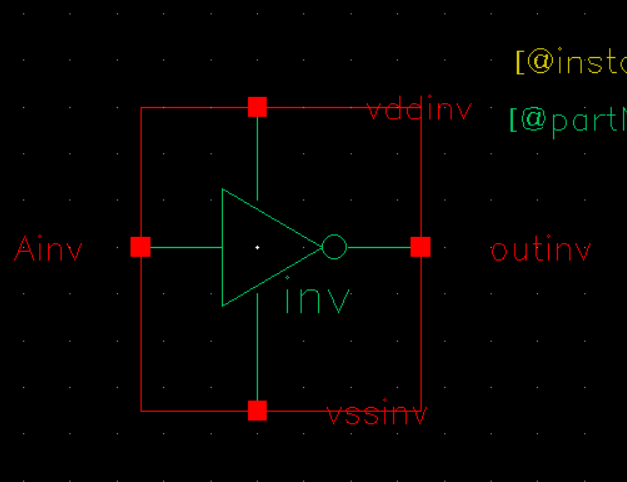 [@insta
vddinv
[@partN
Ainv
outinv
inv
vssinv